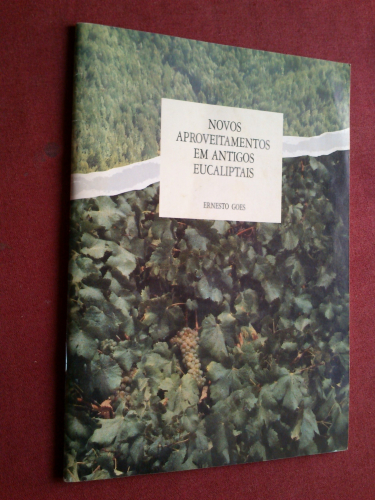 NOVOS
APROVEITAMENTOS
EM ANTIGOS
EUCALIPTAIS
ERNESTO GOES